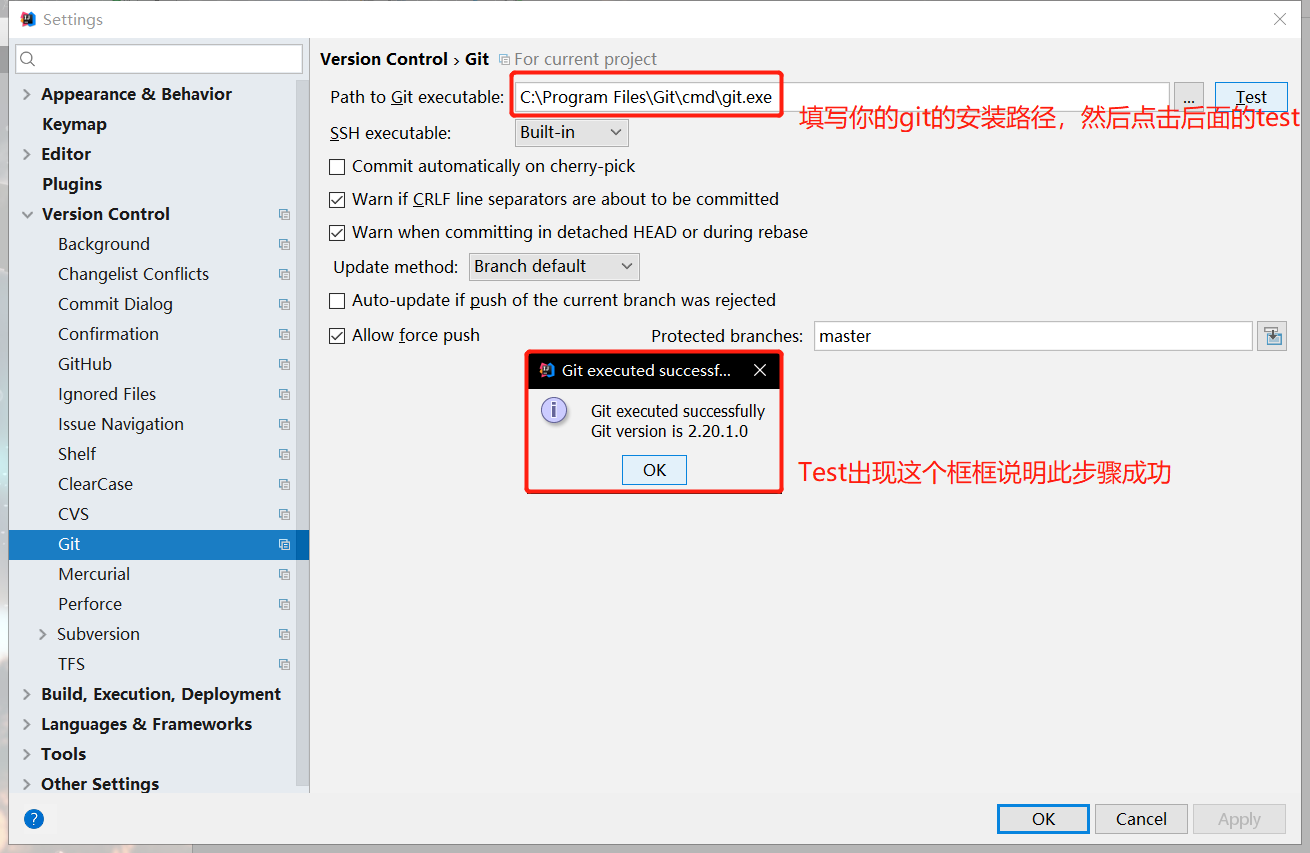 Settings
Version Control › Git For current project
Appearance & Behavior
Keymap
Editor
Plugins
Version Control
Background
Changelist Conflicts
Commit Dialog
Confirmation
GitHub
Ignored Files
Issue Navigation
Shelf
ClearCase
CVS
Git
Mercurial
Perforce
Subversion
TFS
Build, Execution, Deployment
Languages & Frameworks
Tools
Other Settings
Path to Git executable: C:\Program Files\Git\cmd\git.exe ... Test
填写你的git的安装路径，然后点击后面的test
SSH executable: Built-in
Commit automatically on cherry-pick
Warn if CRLF line separators are about to be committed
Warn when committing in detached HEAD or during rebase
Update method: Branch default
Auto-update if push of the current branch was rejected
Allow force push Protected branches: master
Git executed successf...
Git executed successfully
Git version is 2.20.1.0
OK
Test出现这个框框说明此步骤成功
? OK Cancel Apply